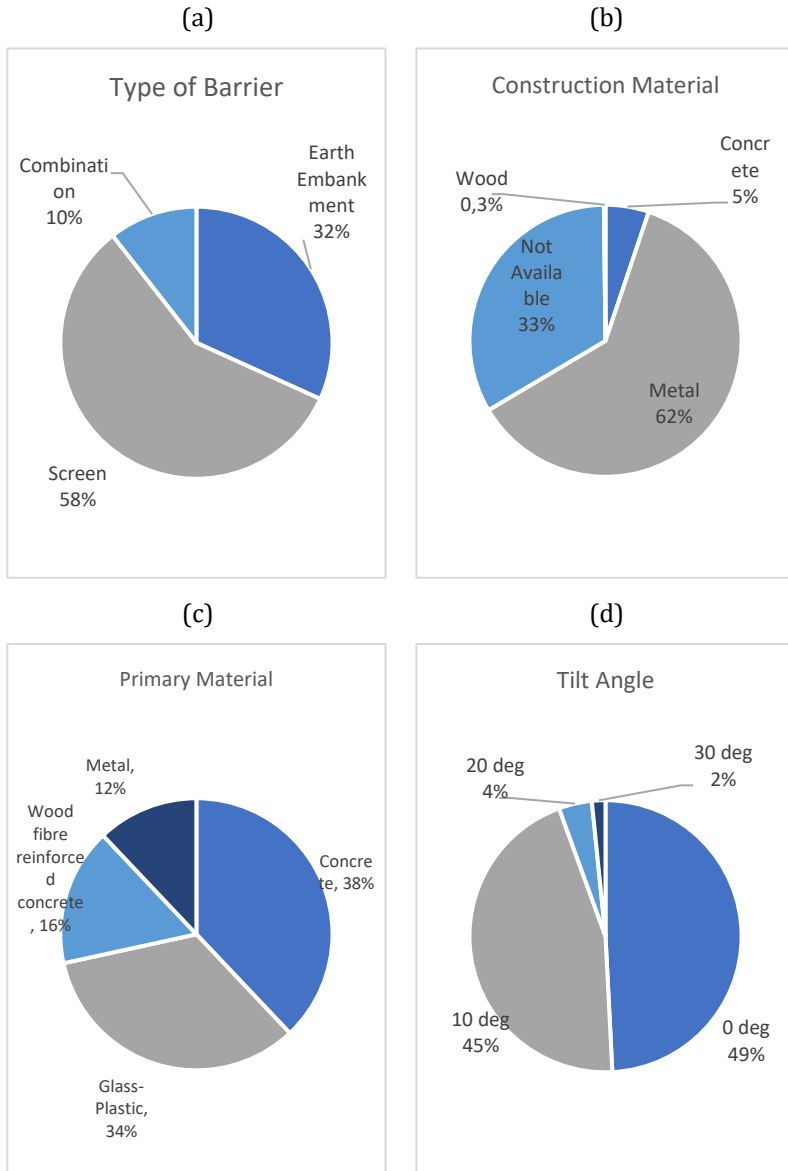 (a)
Type of Barrier
Combinati
on
10%
Earth
Embank
ment
32%
Screen
58%
(b)
Construction Material
Wood
0,3%
Concr
ete
5%
Not
Availa
ble
33%
Metal
62%
(c)
Primary Material
Metal,
12%
Wood
fibre
reinforce
d
concrete
, 16%
Concre
te, 38%
Glass-
Plastic,
34%
(d)
Tilt Angle
20 deg
4%
30 deg
2%
10 deg
45%
0 deg
49%